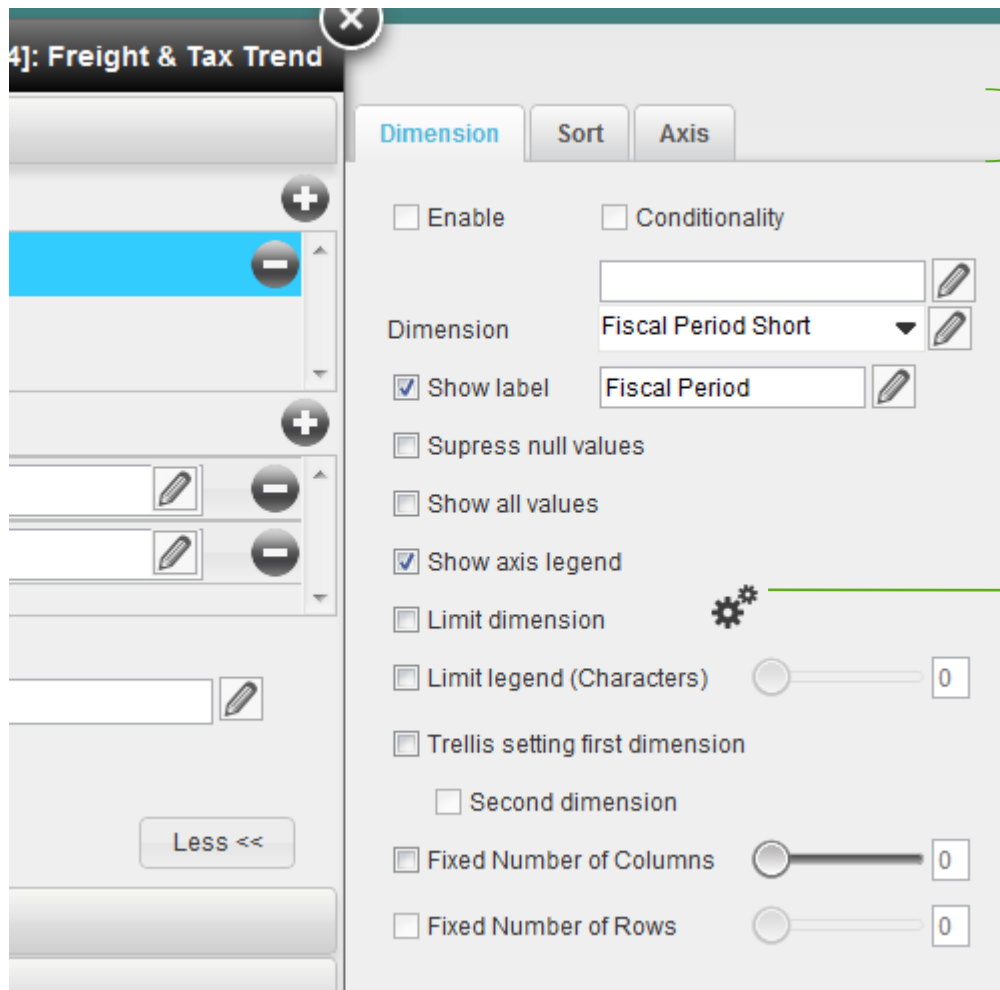 4]: Freight & Tax Trend
Dimension Sort Axis
Enable Conditionality
Dimension Fiscal Period Short
Show label Fiscal Period
Supress null values
Show all values
Show axis legend
Limit dimension
Limit legend (Characters) 0
Trellis setting first dimension
Second dimension
Less <<
Fixed Number of Columns 0
Fixed Number of Rows 0